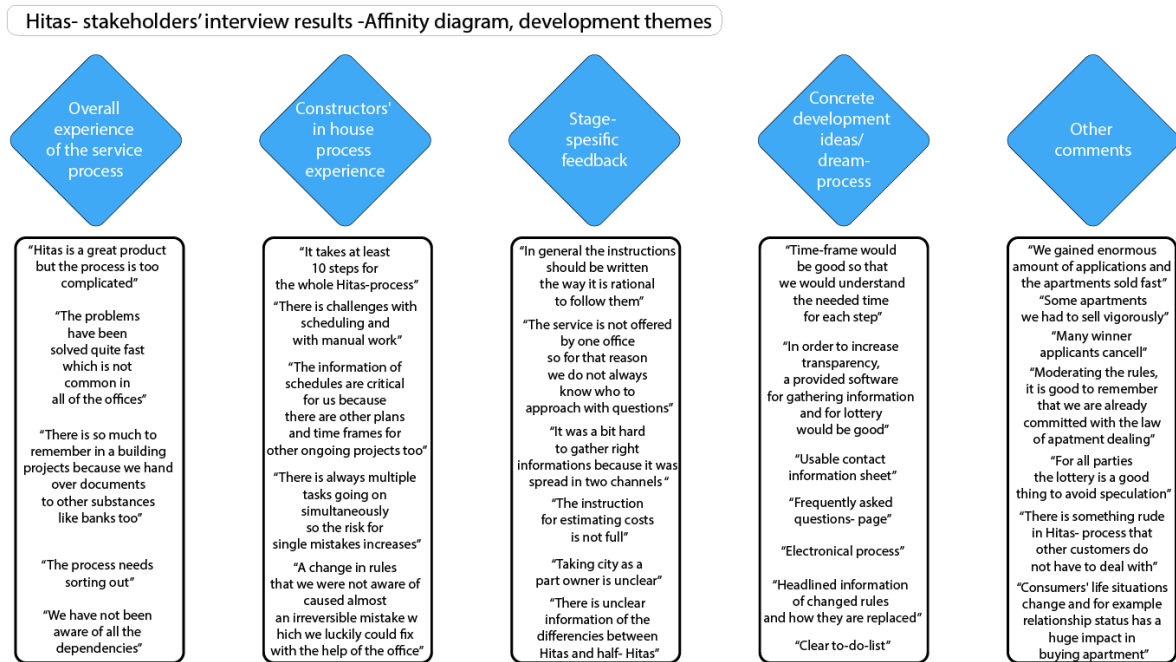 Hitas- stakeholders' interview results -Affinity diagram, development themes
Overall
experience
of the service
process
Constructors'
in house
process
experience
Stage-
spesific
feedback
Concrete
development
ideas/
dream-
process
Other
comments
“Hitas is a great product
but the process is too
complicated”
“The problems
have been
solved quite fast
which is not
common in
all of the offices”
“There is so much to
remember in a building
projects because we hand
over documents
to other substances
like banks too”
“The process needs
sorting out”
“We have not been
aware of all the
dependencies”
“It takes at least
10 steps for
the whole Hitas-process”
“There is challenges with
scheduling and
with manual work”
“The information of
schedules are critical
for us because
there are other plans
and time frames for
other ongoing projects too”
“There is always multiple
tasks going on
simultaneously
so the risk for
single mistakes increases”
“A change in rules
that we were not aware of
caused almost
an irreversible mistake w
hich we luckily could fix
with the help of the office”
“In general the instructions
should be written
the way it is rational
to follow them”
“The service is not offered
by one office
so for that reason
we do not always
know who to
approach with questions”
“It was a bit hard
to gather right
informations because it was
spread in two channels “
“The instruction
for estimating costs
is not full”
“Taking city as a
part owner is unclear”
“There is unclear
information of the
differencies between
Hitas and half- Hitas”
“Time-frame would
be good so that
we would understand
the needed time
for each step”
“In order to increase
transparency,
a provided software
for gathering information
and for lottery
would be good”
“Usable contact
information sheet”
“Frequently asked
questions- page”
“Electronical process”
“Headlined information
of changed rules
and how they are replaced”
“Clear to-do-list”
“We gained enormous
amount of applications and
the apartments sold fast”
“Some apartments
we had to sell vigorously”
“Many winner
applicants cancell”
“Moderating the rules,
it is good to remember
that we are already
committed with the law
of apatment dealing”
“For all parties
the lottery is a good
thing to avoid speculation”
“There is something rude
in Hitas- process that
other customers do
not have to deal with”
“Consumers' life situations
change and for example
relationship status has a
huge impact in
buying apartment”